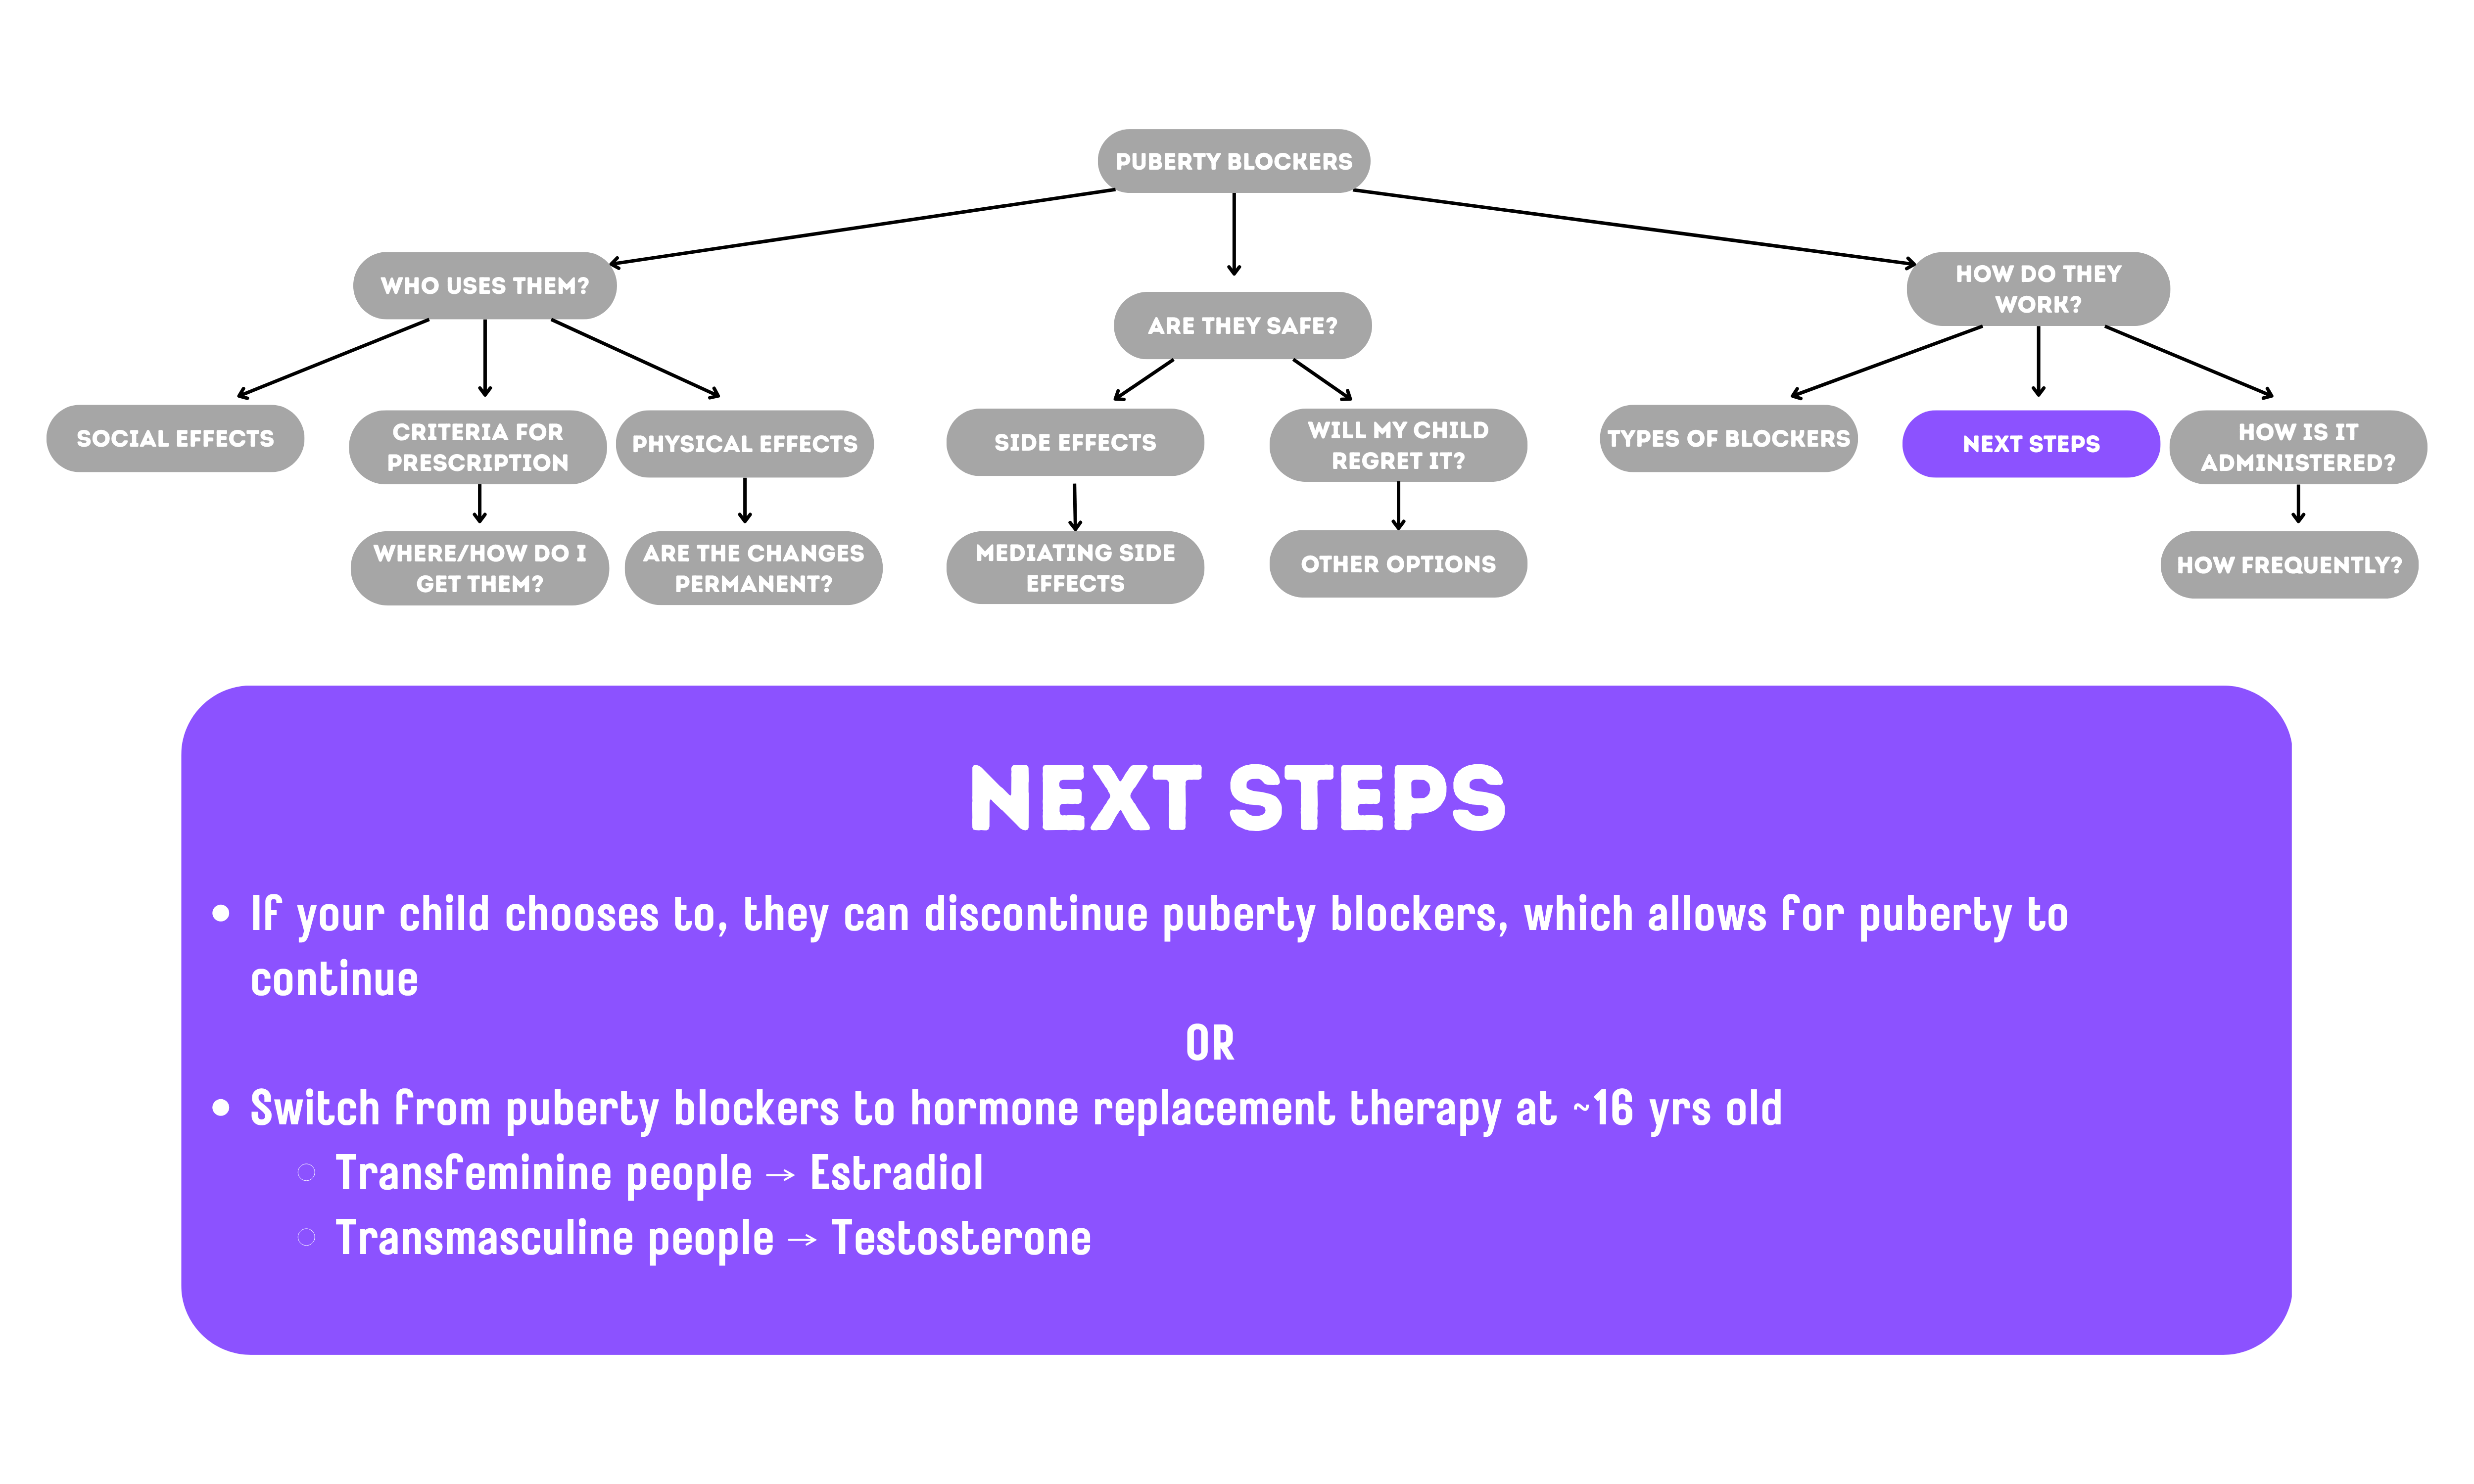 PUBERTY BLOCKERS
WHO USES THEM?
ARE THEY SAFE?
HOW DO THEY
WORK?
SOCIAL EFFECTS
CRITERIA FOR
PRESCRIPTION
PHYSICAL EFFECTS
SIDE EFFECTS
WILL MY CHILD
REGRET IT?
TYPES OF BLOCKERS
NEXT STEPS
HOW IS IT
ADMINISTERED?
WHERE/HOW DO I
GET THEM?
ARE THE CHANGES
PERMANENT?
MEDIATING SIDE
EFFECTS
OTHER OPTIONS
HOW FREQUENTLY?
NEXT STEPS
• If your child chooses to, they can discontinue puberty blockers, which allows for puberty to
continue
OR
• Switch from puberty blockers to hormone replacement therapy at ~16 yrs old
○ Transfeminine people → Estradiol
○ Transmasculine people → Testosterone